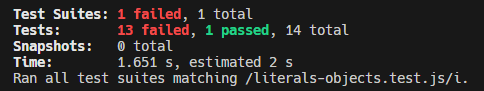 Test Suites: 1 failed, 1 total
Tests: 13 failed, 1 passed, 14 total
Snapshots: 0 total
Time: 1.651 s, estimated 2 s
Ran all test suites matching /literals-objects.test.js/i.